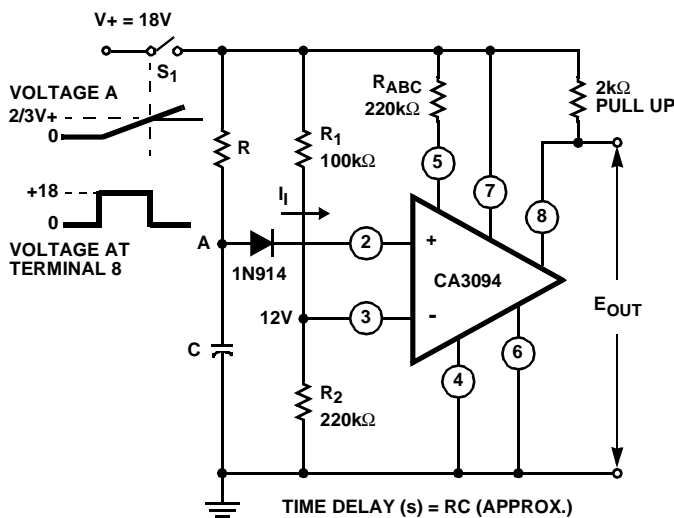 V+ = 18V
S1
VOLTAGE A
2/3V+
0
+18
0
VOLTAGE AT
TERMINAL 8
R
R1
100kΩ
RABC
220kΩ
2kΩ
PULL UP
5
7
8
II
A
1N914
2
+
CA3094
EOUT
12V
3
-
C
4
6
R2
220kΩ
TIME DELAY (s) = RC (APPROX.)